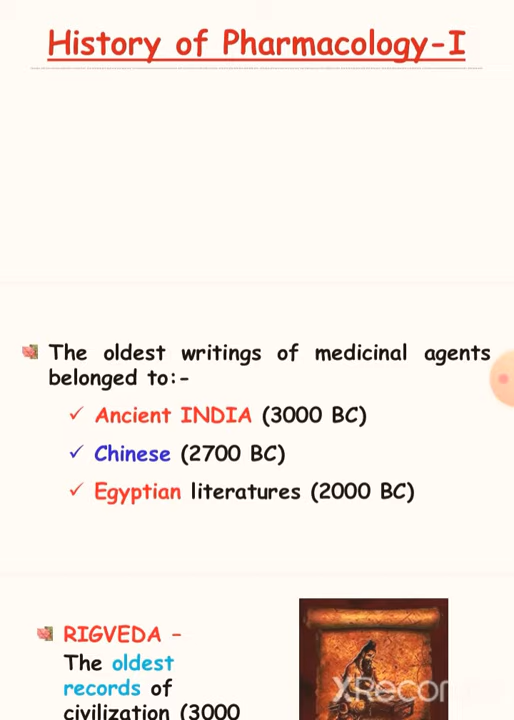 History of Pharmacology-I
The oldest writings of medicinal agents
belonged to:-
✓ Ancient INDIA (3000 BC)
✓ Chinese (2700 BC)
✓ Egyptian literatures (2000 BC)
RIGVEDA -
The oldest
records of
civilization (3000
XRecor